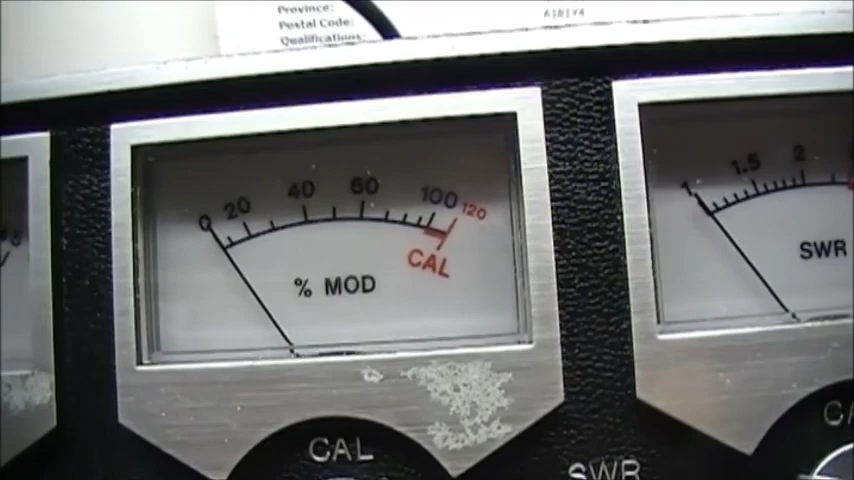 Province:
Postal Code:
Qualifications:
A1B1Y4
0 20 40 60 100 120
CAL
% MOD
1 1.5 2
SWR
CAL
SWR